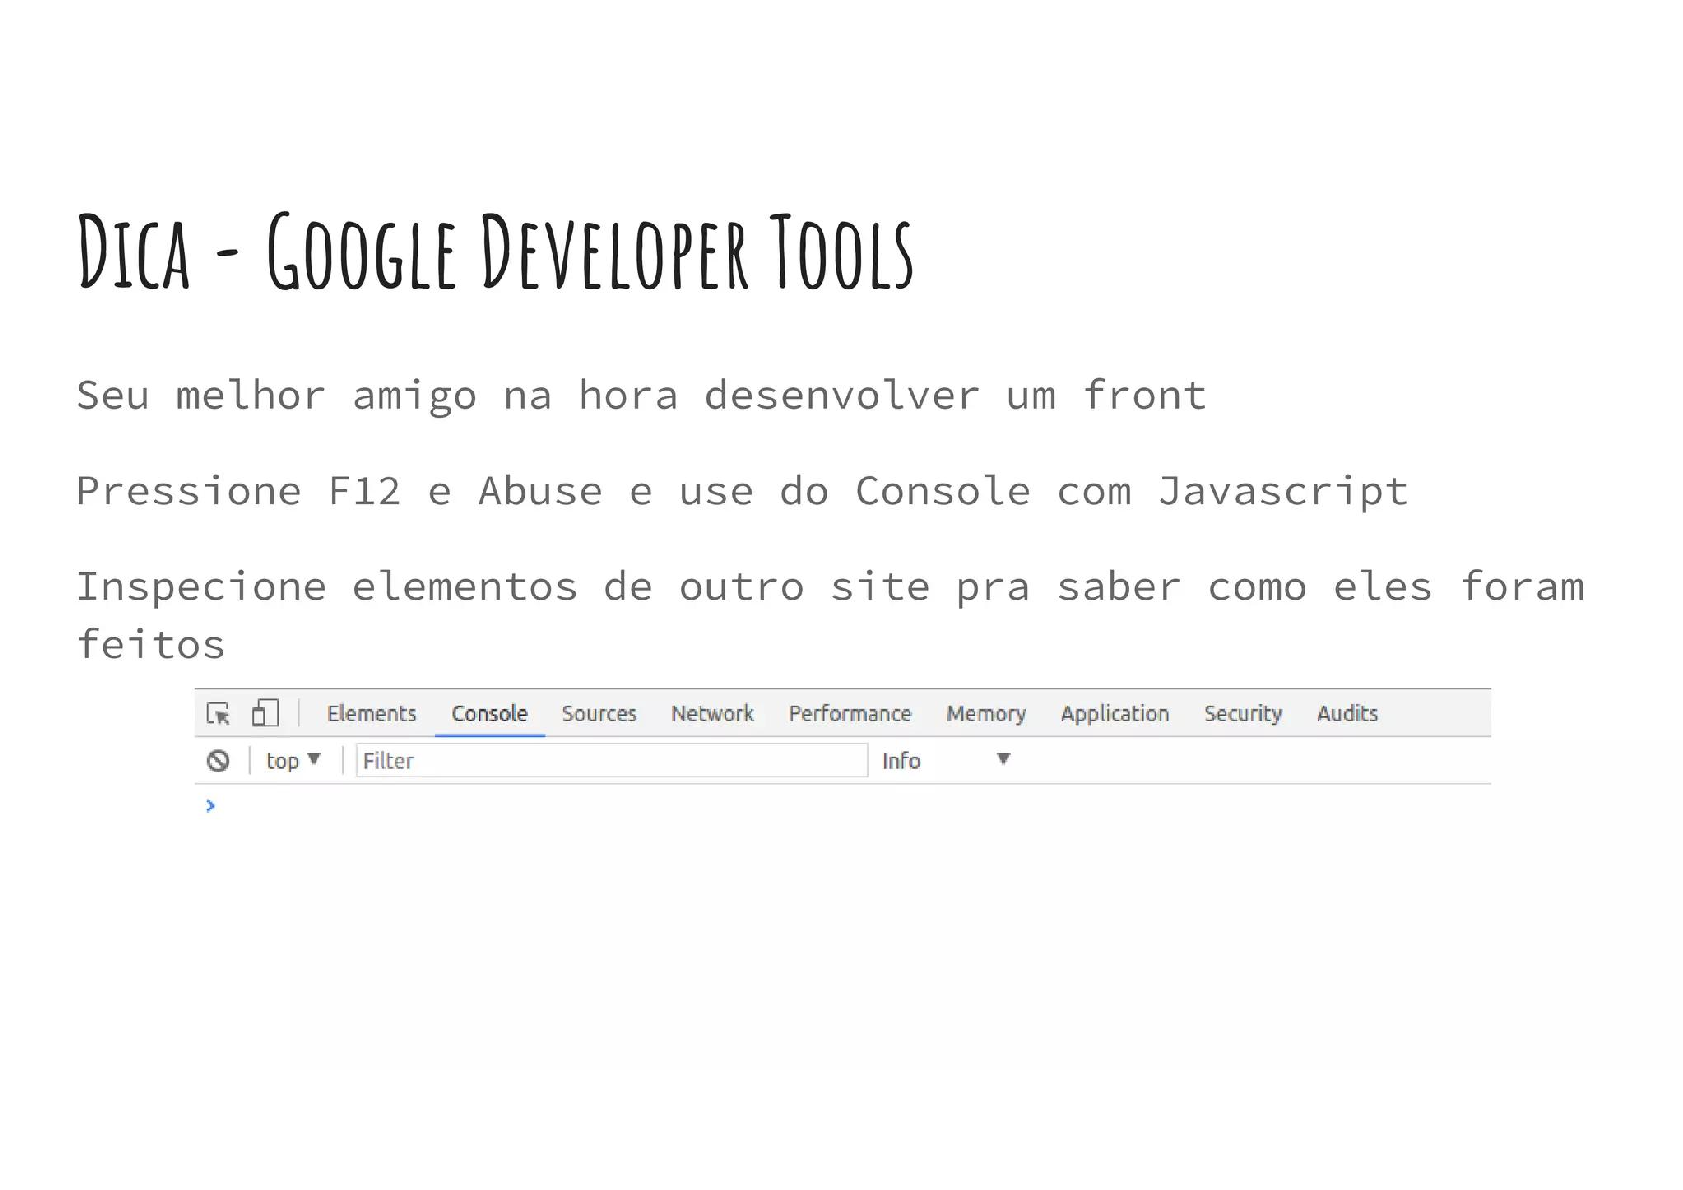 Dica - Google Developer Tools
Seu melhor amigo na hora desenvolver um front
Pressione F12 e Abuse e use do Console com Javascript
Inspecione elementos de outro site pra saber como eles foram
feitos
Elements Console Sources Network Performance Memory Application Security Audits
top Filter Info